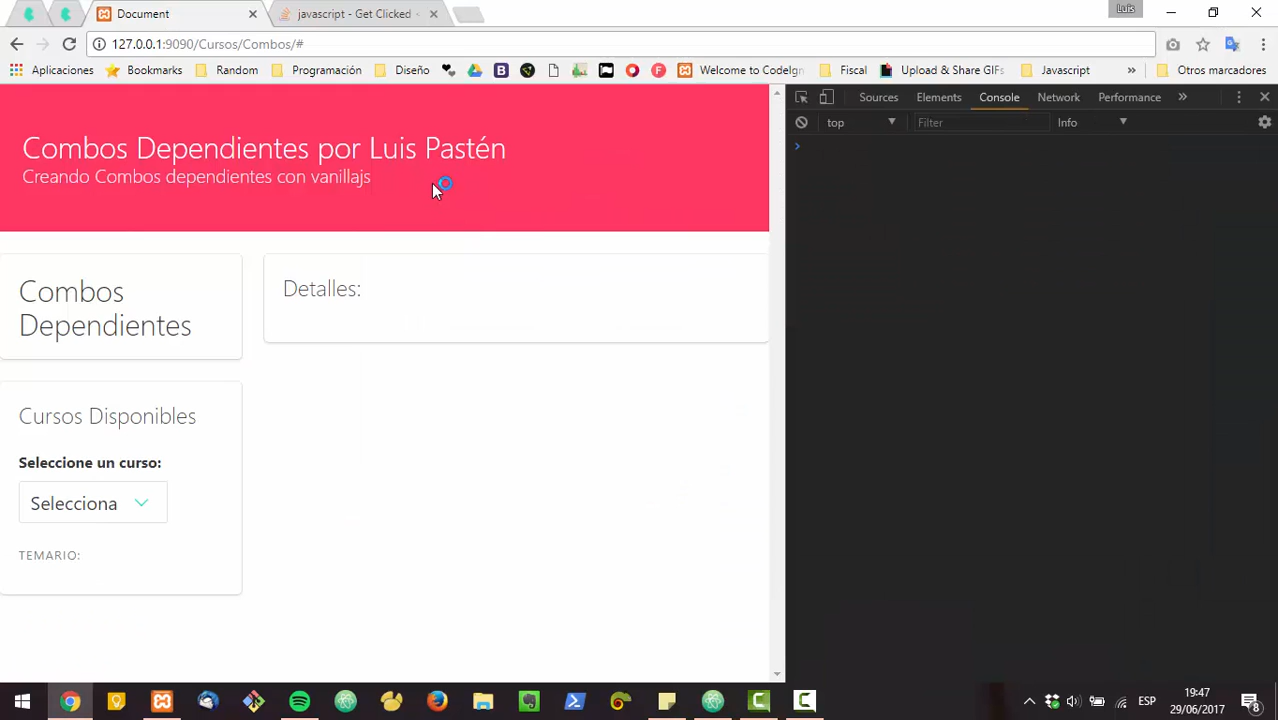 Document
javascript - Get Clicked
Luis
127.0.0.1:9090/Cursos/Combos/#
Aplicaciones Bookmarks Random Programación Diseño Welcome to CodeIgn Fiscal Upload & Share GIFs Javascript » Otros marcadores
Combos Dependientes por Luis Pastén
Creando Combos dependientes con vanillajs
Combos
Dependientes
Detalles:
Cursos Disponibles
Seleccione un curso:
Selecciona
TEMARIO:
Sources Elements Console Network Performance »
top Filter Info
ESP
17:47
29/06/2017
8